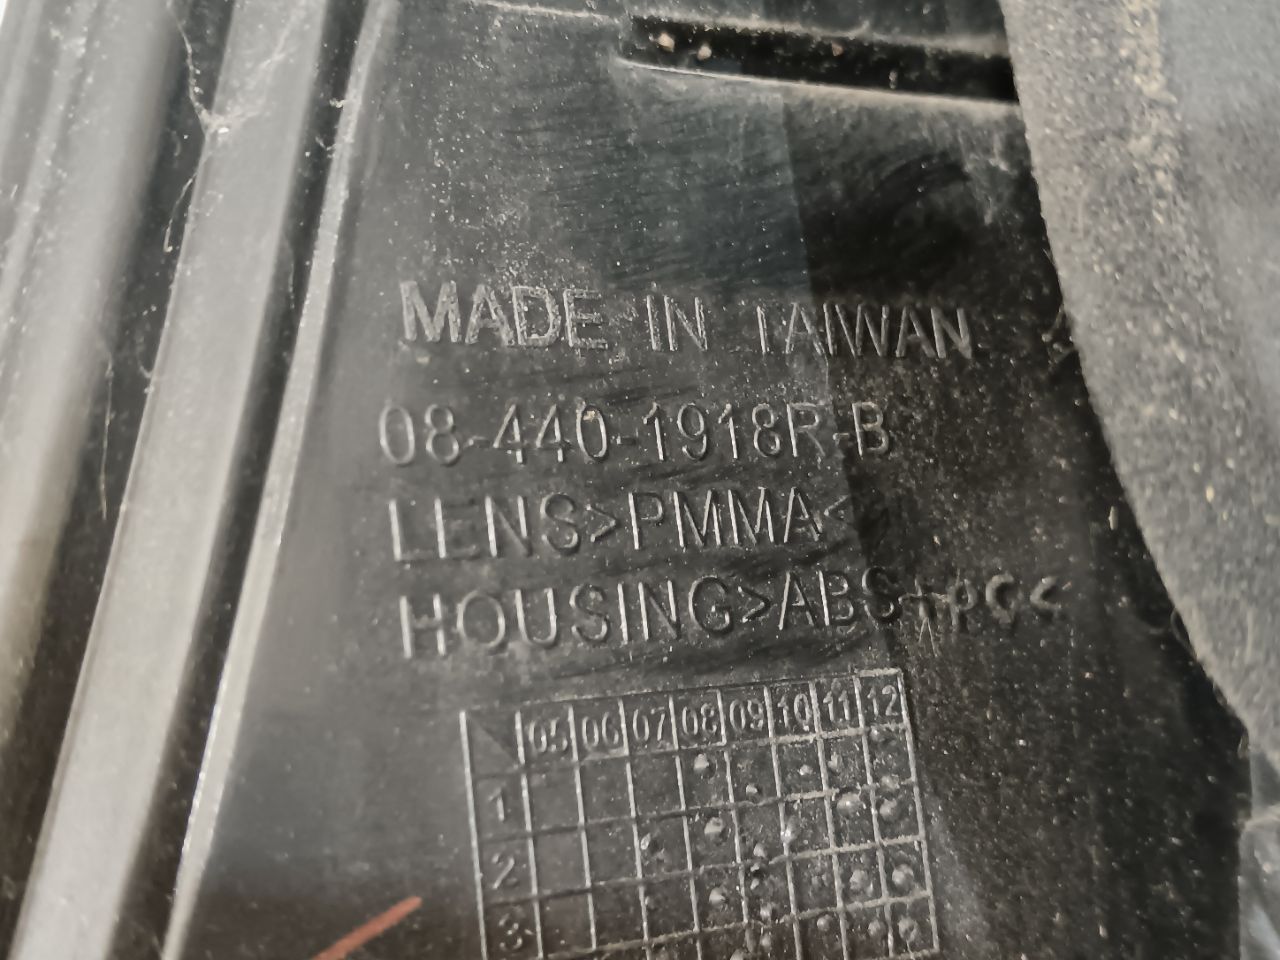 MADE IN TAIWAN
08-440-1918R-B
LENS>PMMA<
HOUSING>ABS+PC<
05 06 07 08 09 10 11 12
1
2
3